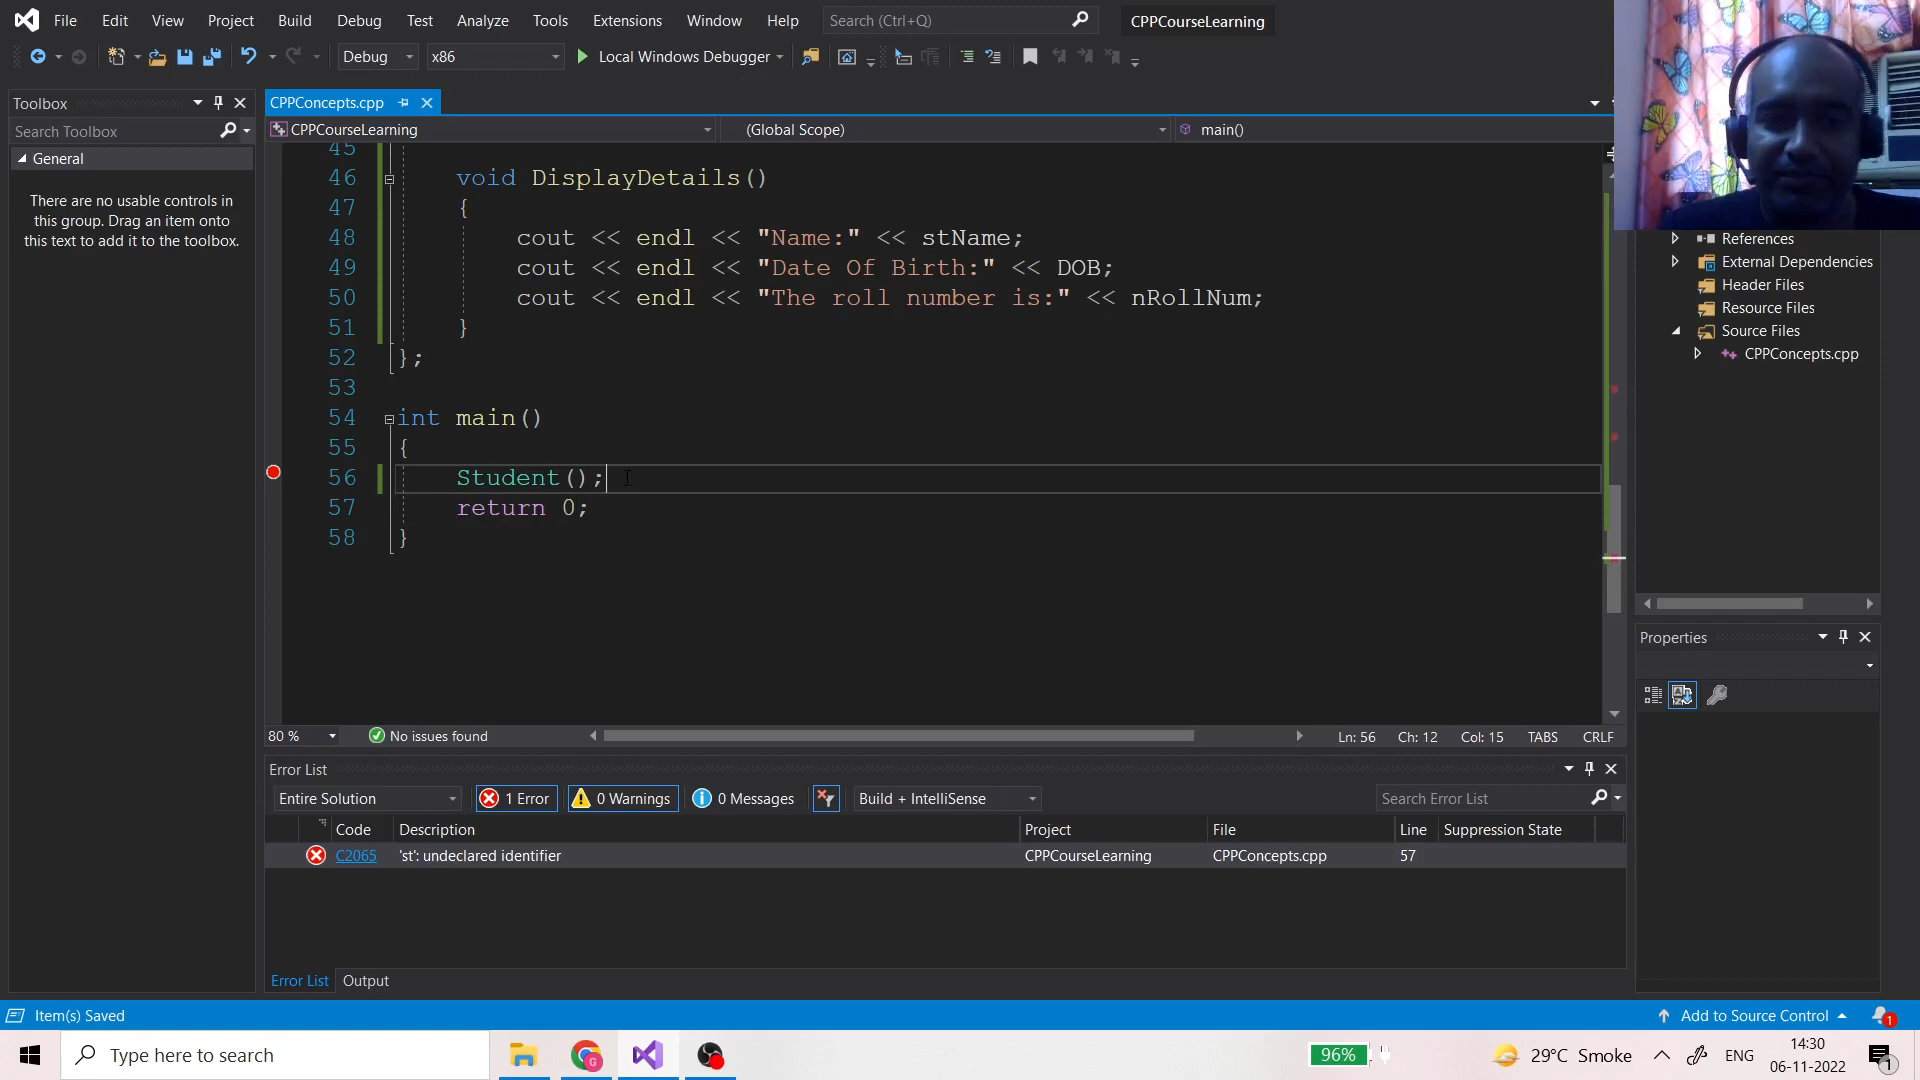 File Edit View Project Build Debug Test Analyze Tools Extensions Window Help Search (Ctrl+Q) CPPCourseLearning
Debug x86 Local Windows Debugger
Toolbox
Search Toolbox
General
There are no usable controls in
this group. Drag an item onto
this text to add it to the toolbox.
CPPConcepts.cpp
CPPCourseLearning (Global Scope) main()
45
46 void DisplayDetails()
47 {
48 cout << endl << "Name:" << stName;
49 cout << endl << "Date Of Birth:" << DOB;
50 cout << endl << "The roll number is:" << nRollNum;
51 }
52 };
53
54 int main()
55 {
56 Student();
57 return 0;
58 }
80 % No issues found Ln: 56 Ch: 12 Col: 15 TABS CRLF
References
External Dependencies
Header Files
Resource Files
Source Files
CPPConcepts.cpp
Properties
Error List
Entire Solution 1 Error 0 Warnings 0 Messages Build + IntelliSense Search Error List
Code Description Project File Line Suppression State
C2065 'st': undeclared identifier CPPCourseLearning CPPConcepts.cpp 57
Error List Output
Item(s) Saved Add to Source Control 1
Type here to search 96% 29°C Smoke ENG 14:30
06-11-2022 1